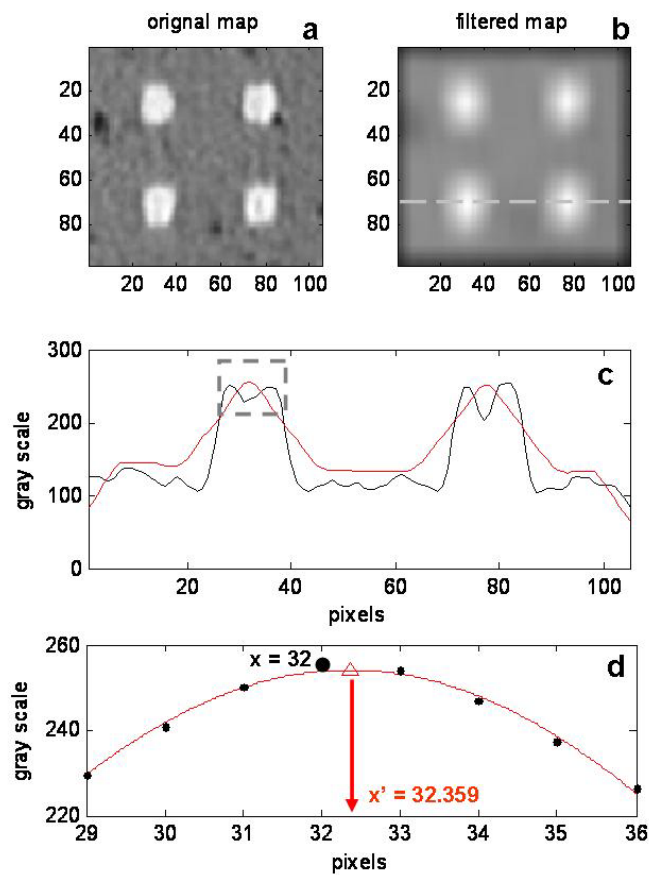 orignal map
a
20
40
60
80
20 40 60 80 100
filtered map
b
20
40
60
80
20 40 60 80 100
c
gray scale
300
200
100
0
20 40 60 80 100
pixels
d
gray scale
260
240
220
x = 32
x' = 32.359
29 30 31 32 33 34 35 36
pixels